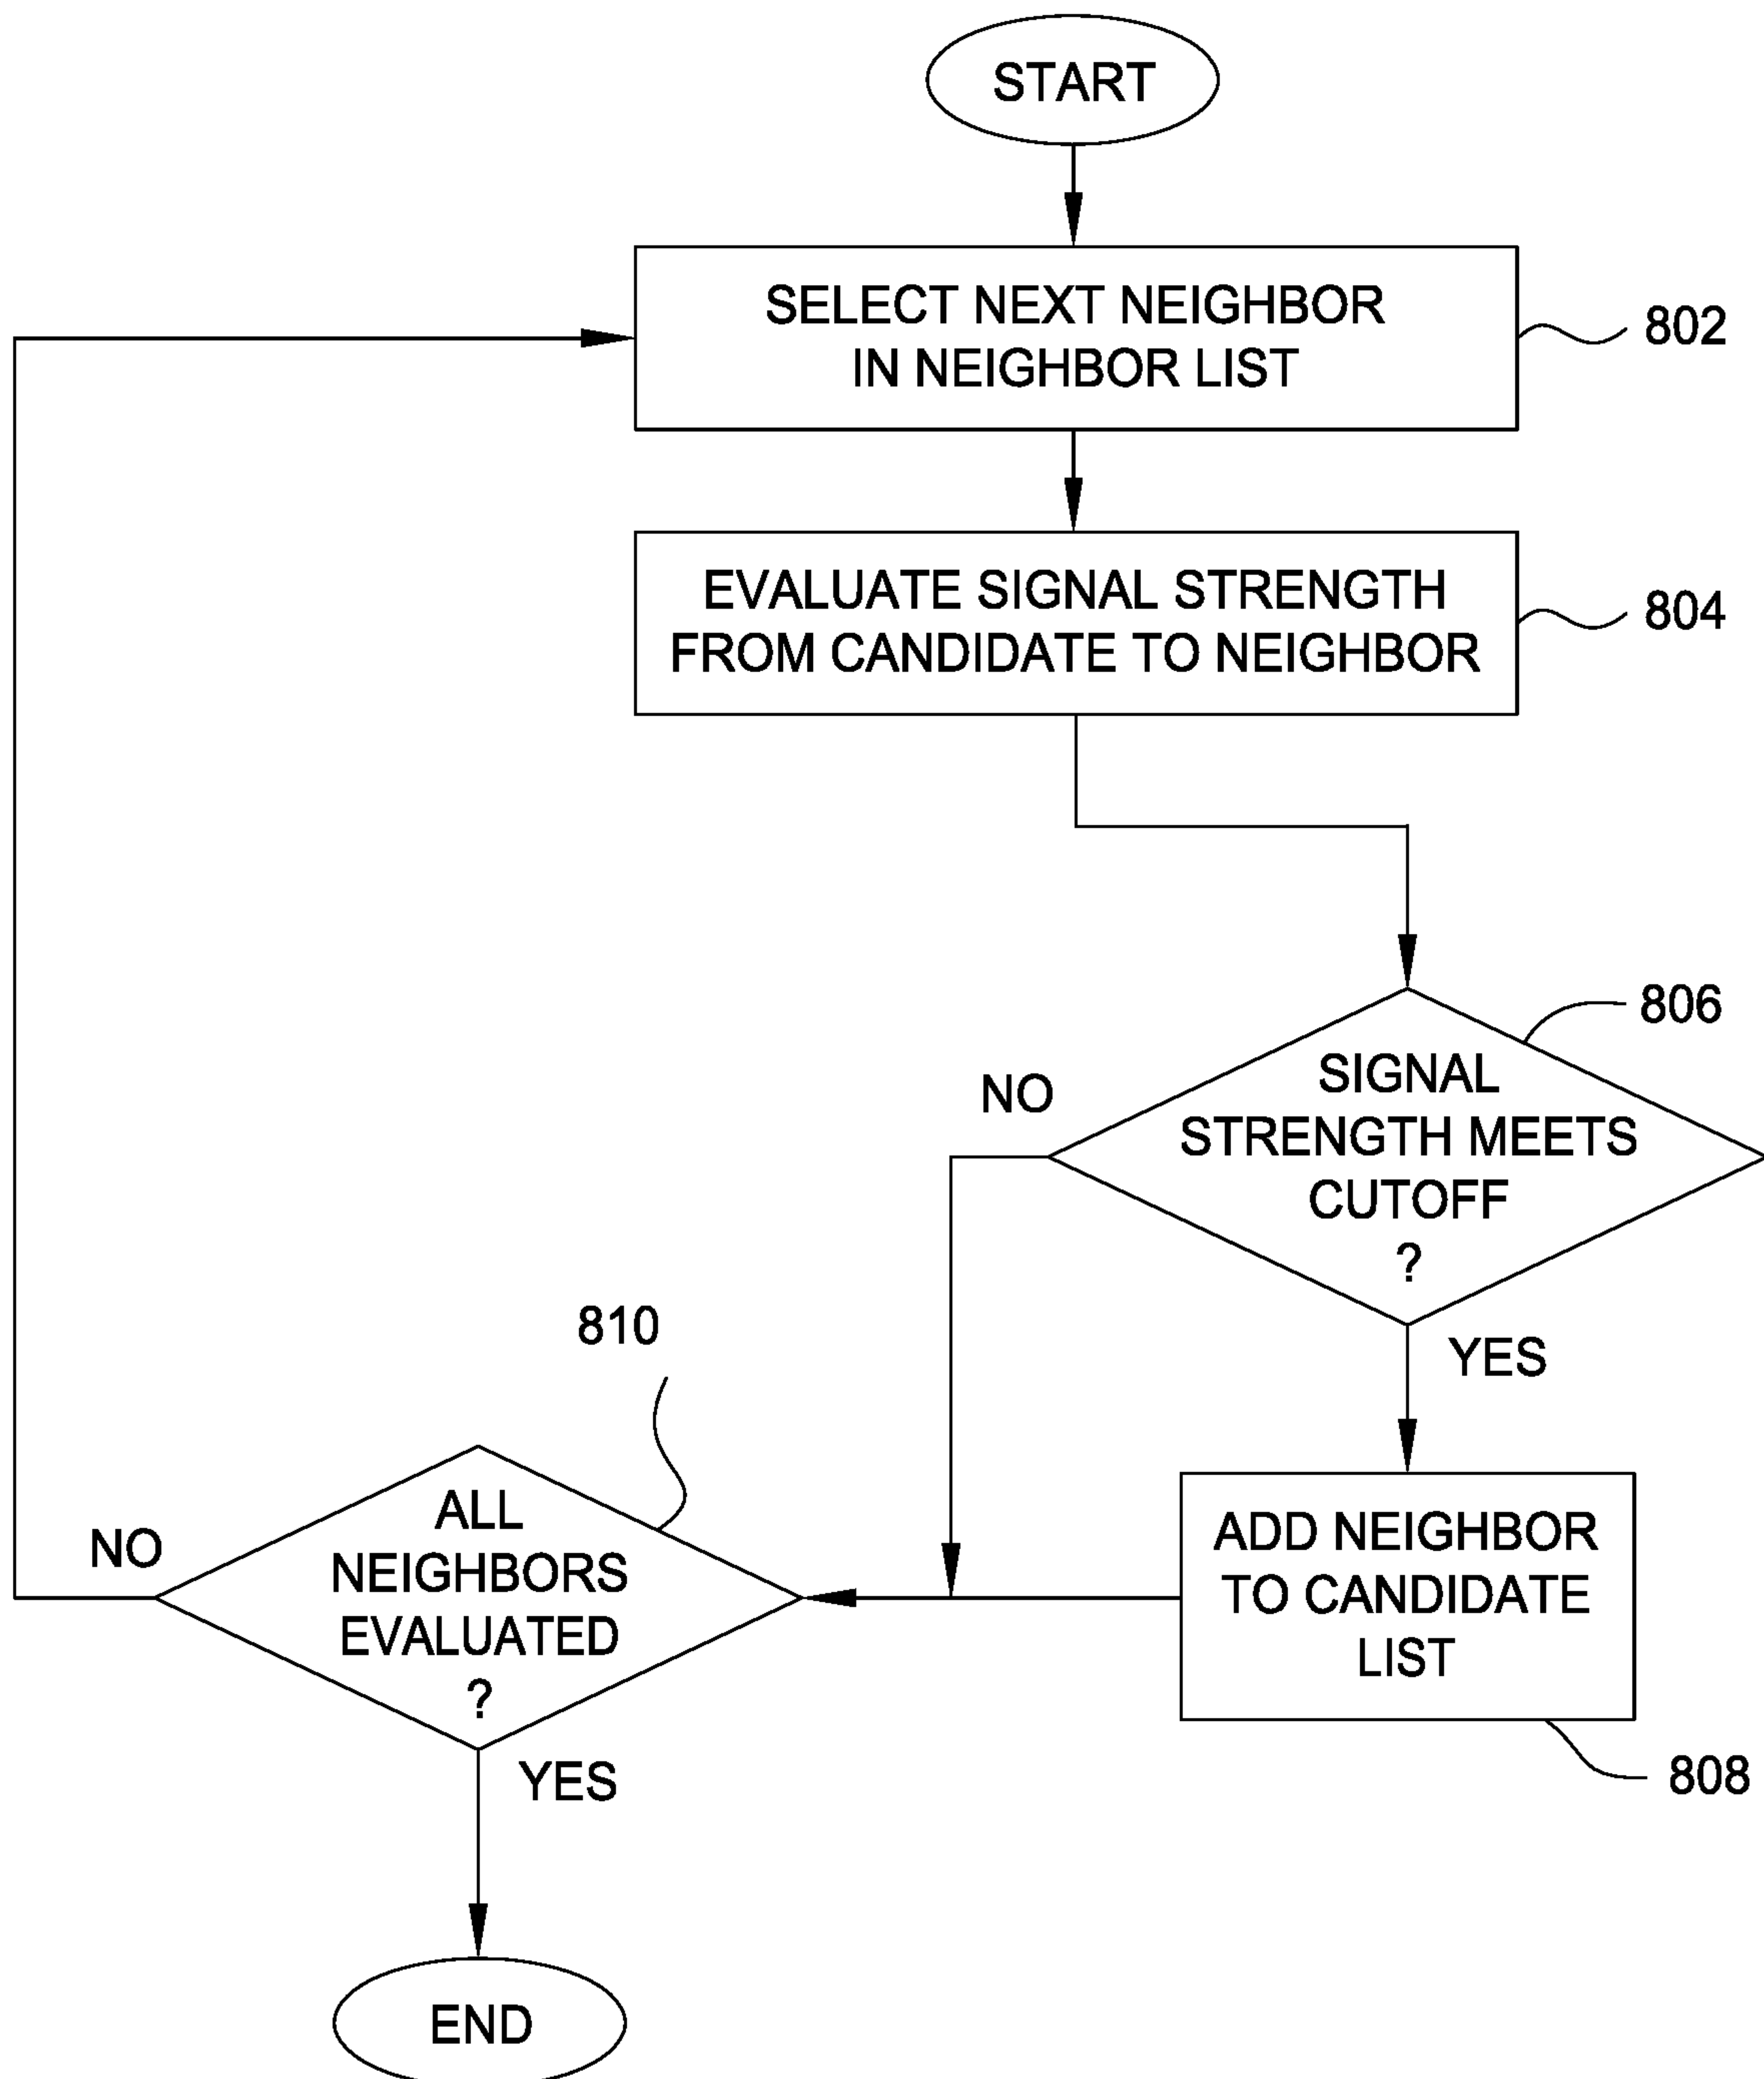 START
SELECT NEXT NEIGHBOR
IN NEIGHBOR LIST
802
EVALUATE SIGNAL STRENGTH
FROM CANDIDATE TO NEIGHBOR
804
806
SIGNAL
STRENGTH MEETS
CUTOFF
?
NO
YES
810
ALL
NEIGHBORS
EVALUATED
?
NO
YES
ADD NEIGHBOR
TO CANDIDATE
LIST
808
END